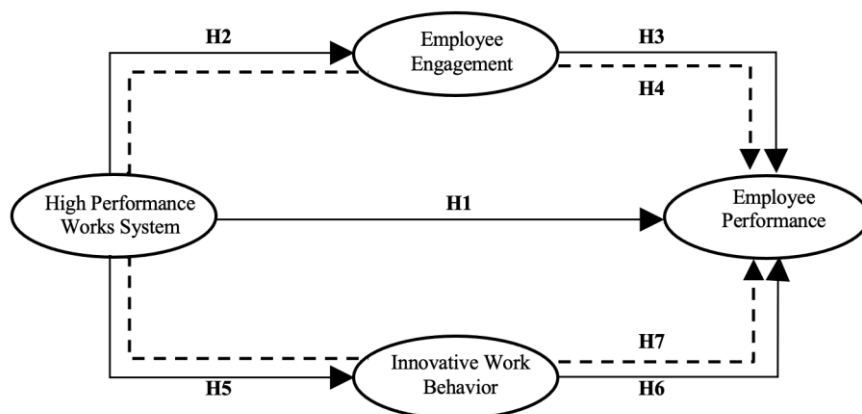 H2
Employee
Engagement
H3
H4
High Performance
Works System
H1
Employee
Performance
H7
Innovative Work
Behavior
H5
H6